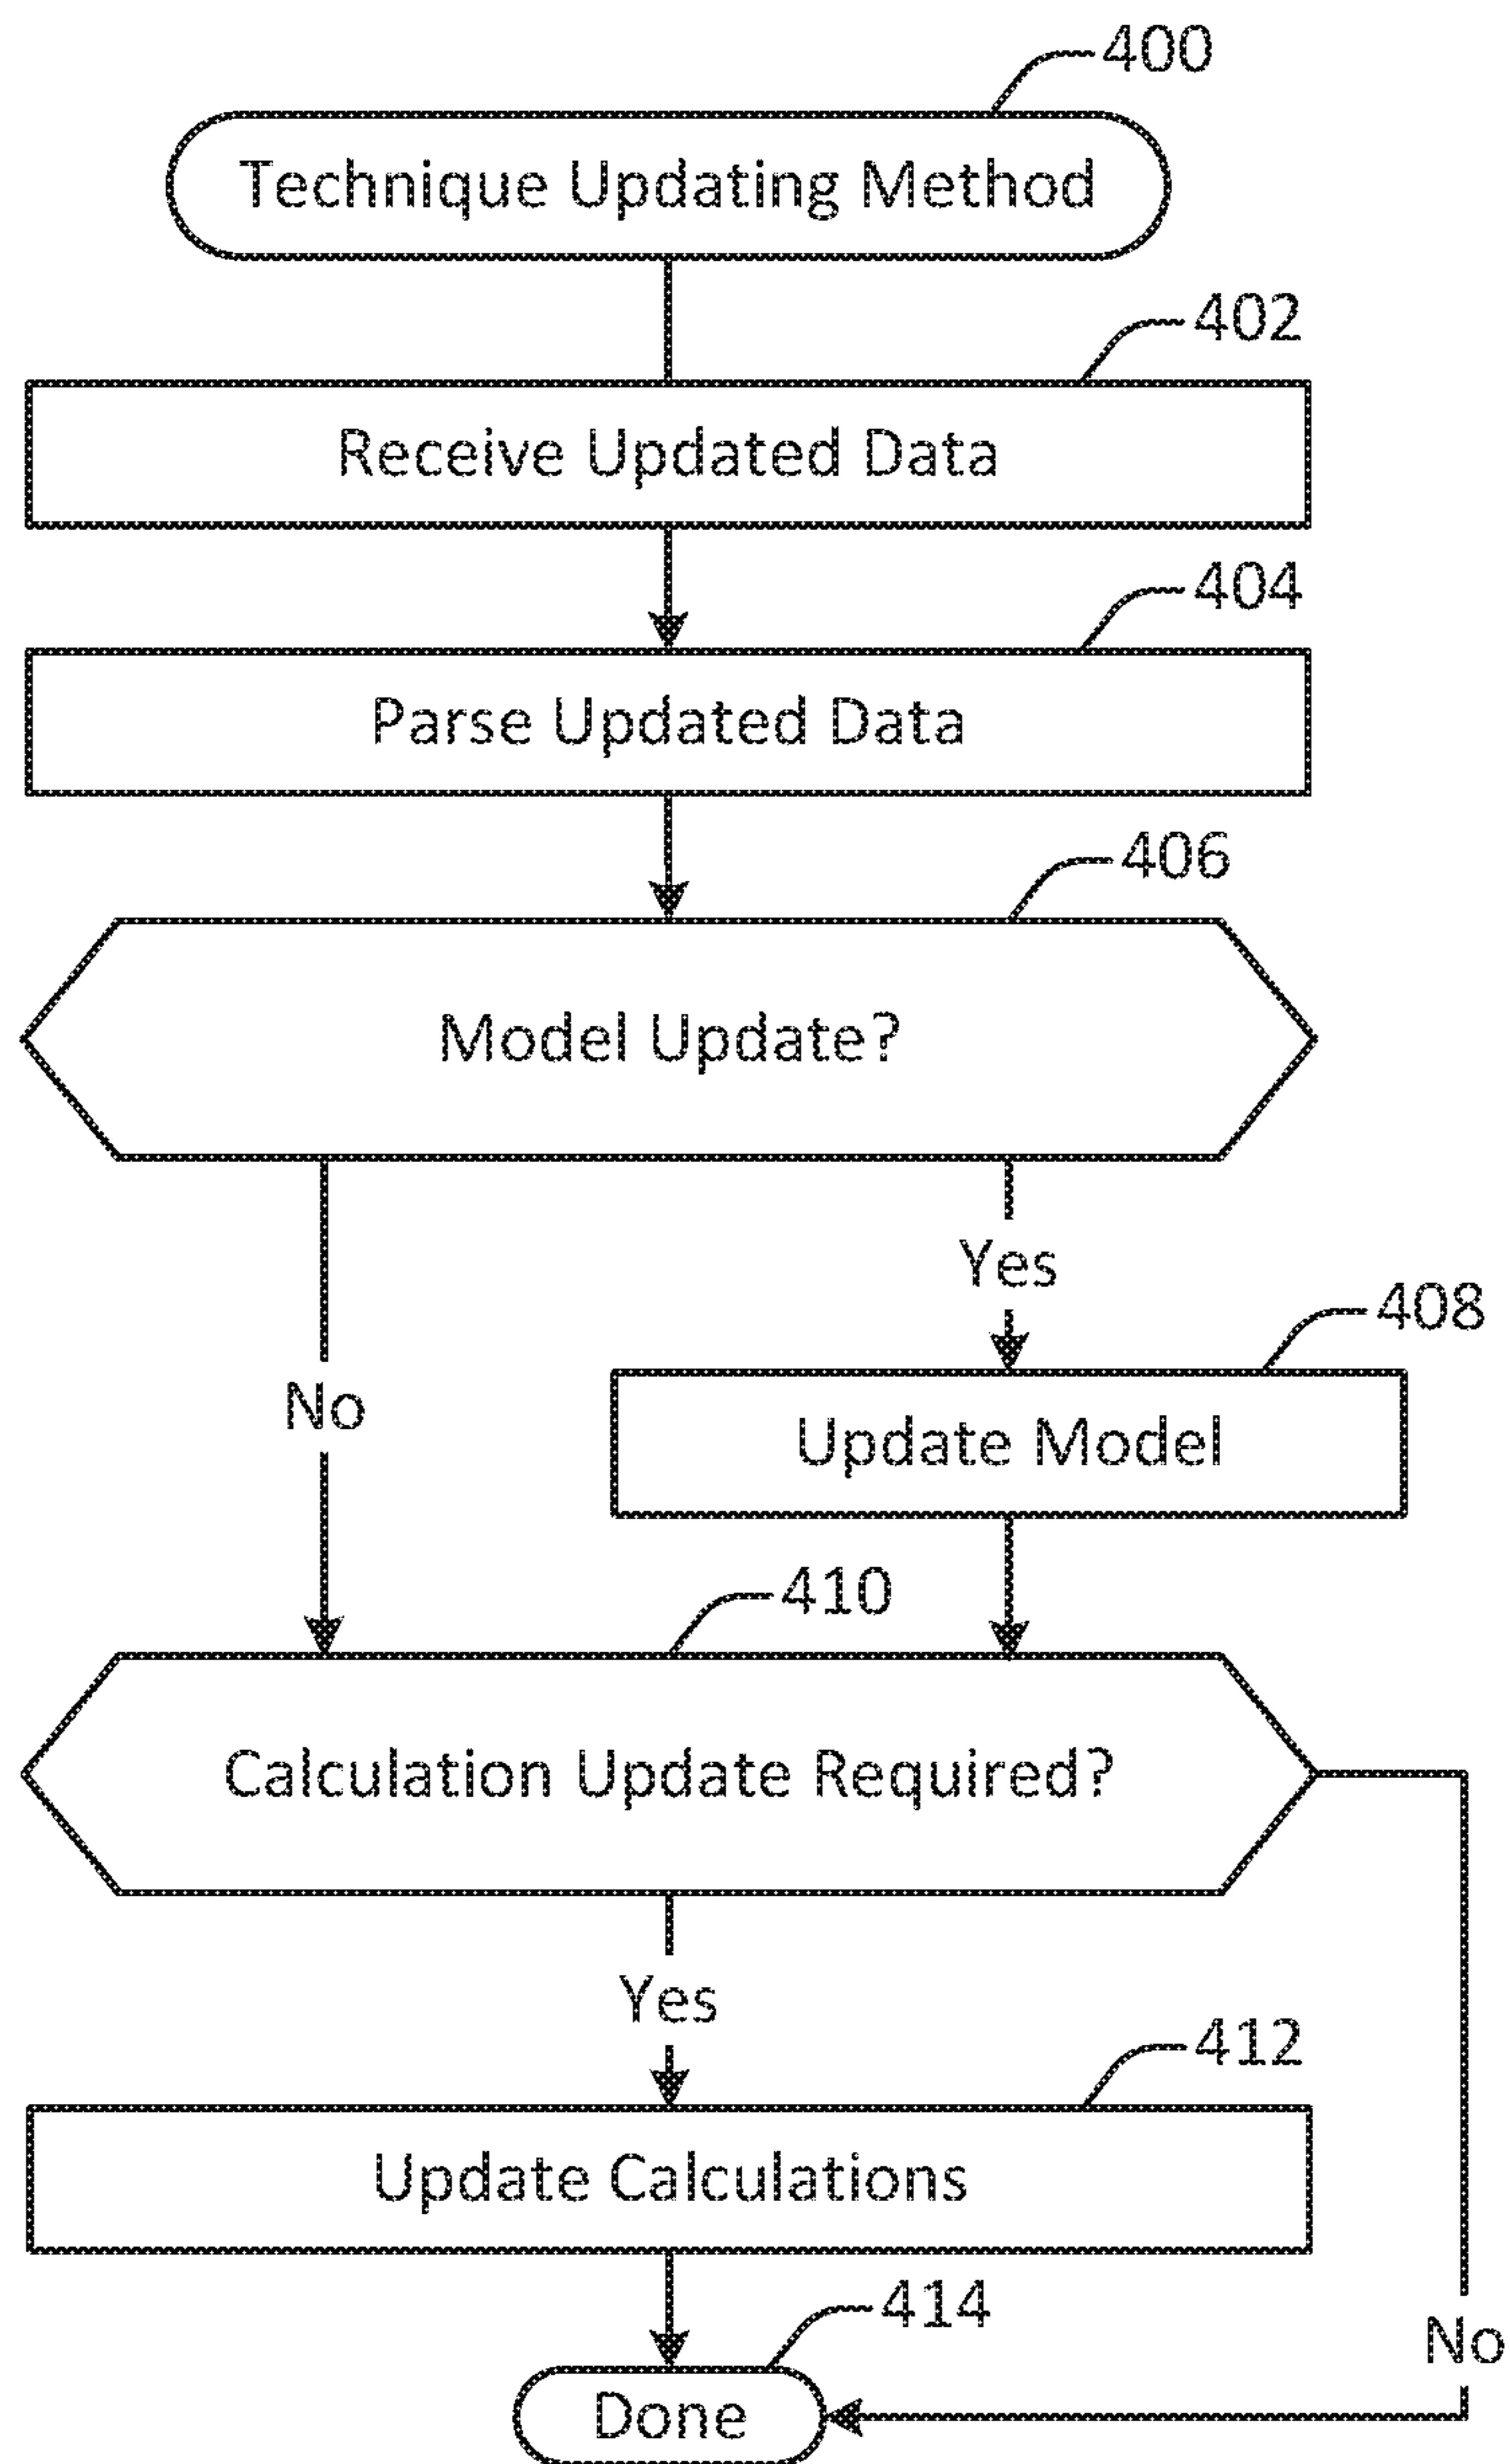 400
Technique Updating Method
402
Receive Updated Data
404
Parse Updated Data
406
Model Update?
Yes
408
No
Update Model
410
Calculation Update Required?
Yes
412
Update Calculations
414
No
Done